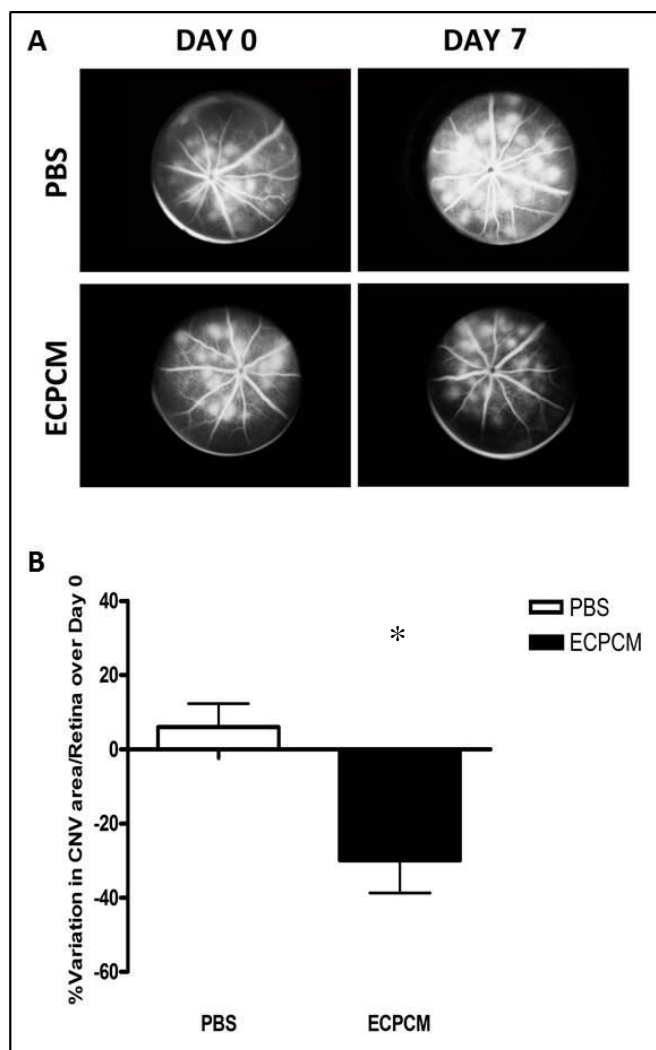 A
DAY 0
DAY 7
PBS
ECPCM
B
%Variation in CNV area/Retina over Day 0
40
20
0
-20
-40
-60
*
PBS
ECPCM
PBS
ECPCM